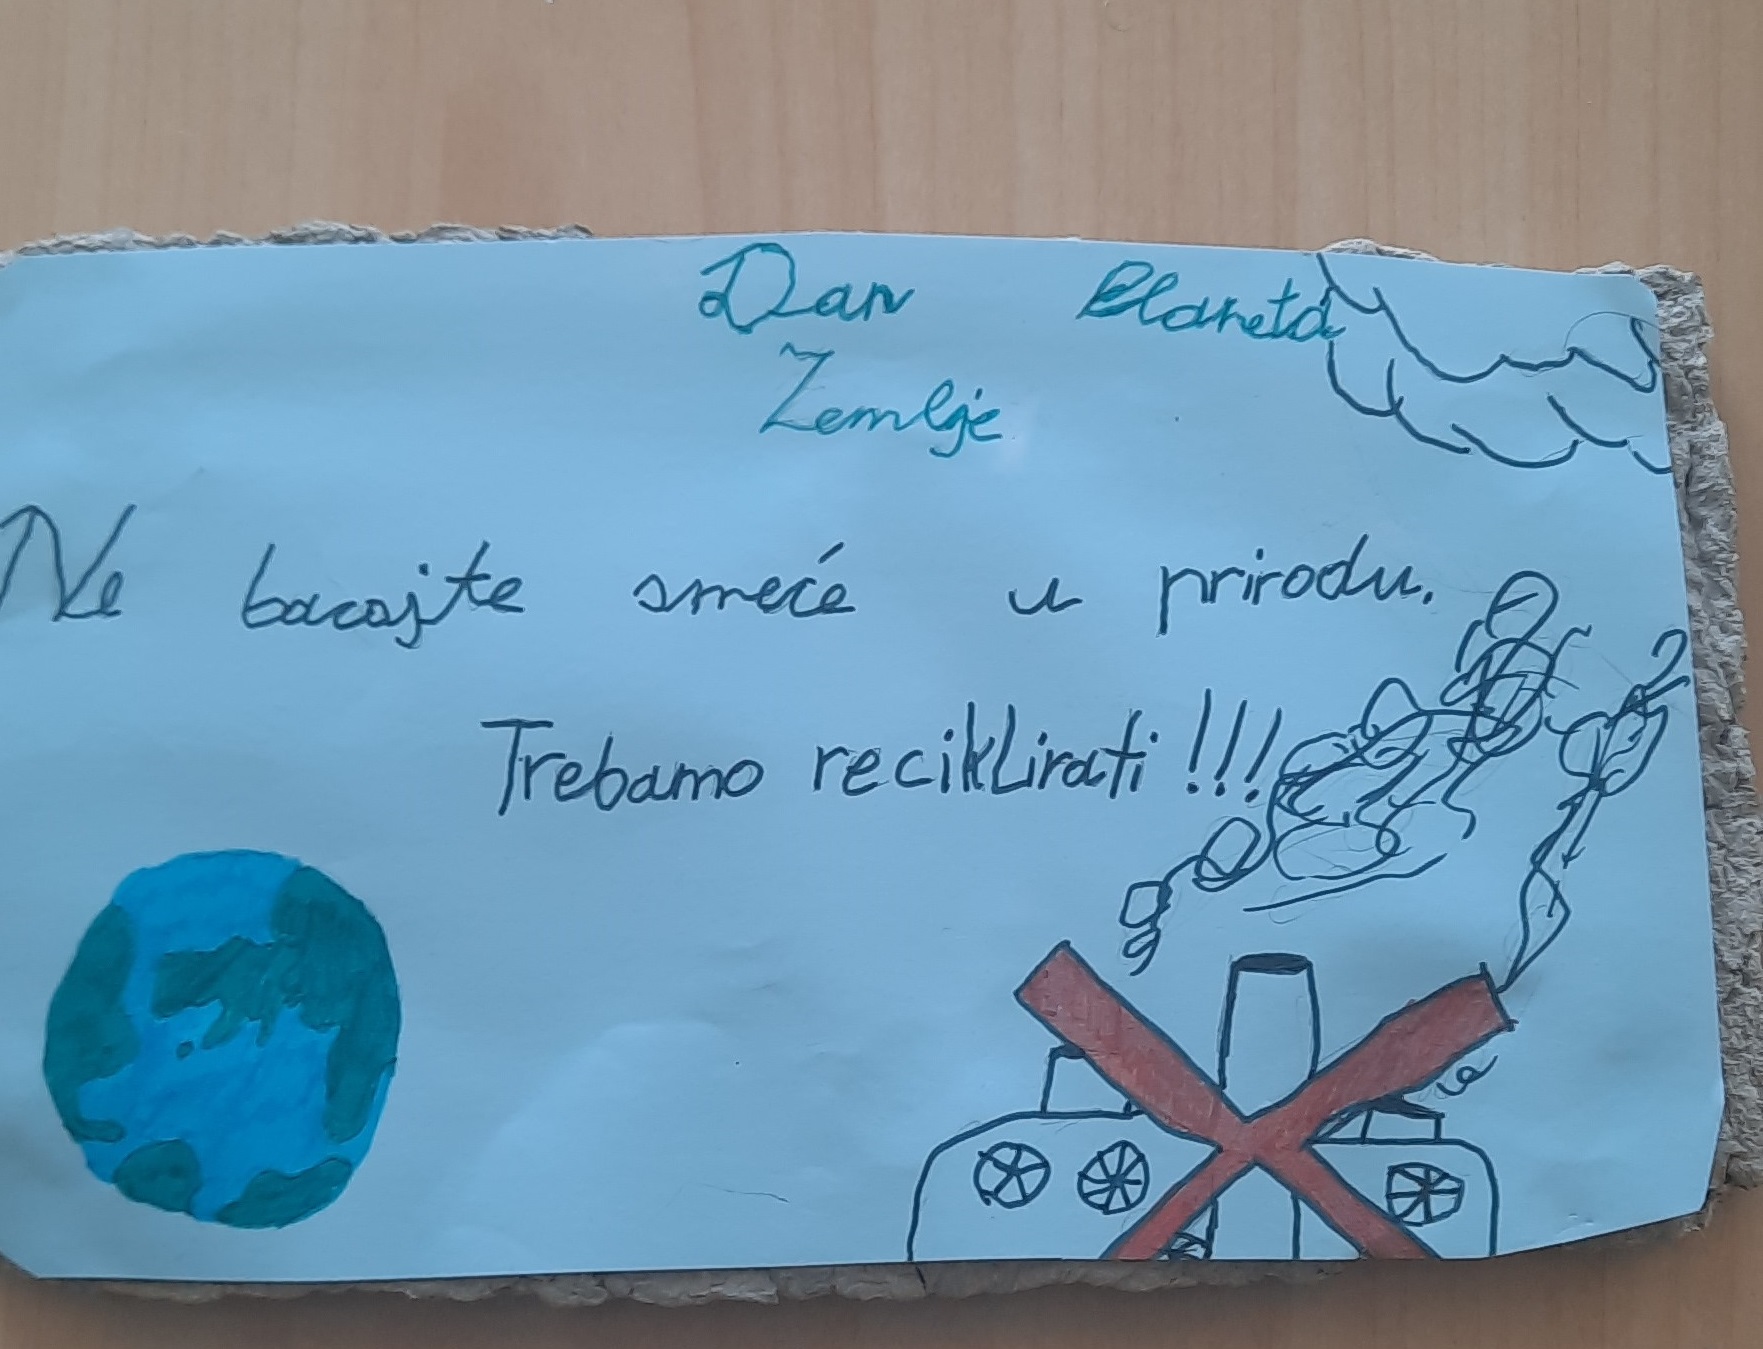 Dan Planeta
Zemlje
Ne bacajte smeće u prirodu.
Trebamo reciklirati!!!